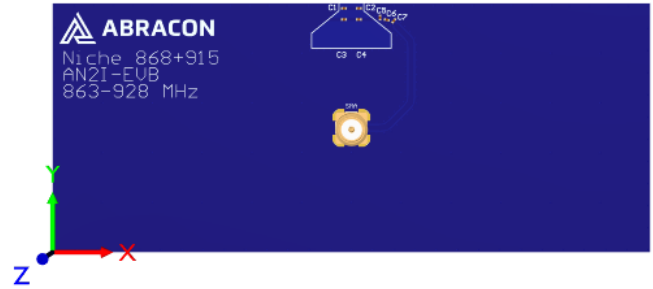 ABRACON
Niche 868+915
AN2I-EVB
863-928 MHz
C1 C2 C5 C6 C7
C3 C4
SMA
Y
X
Z